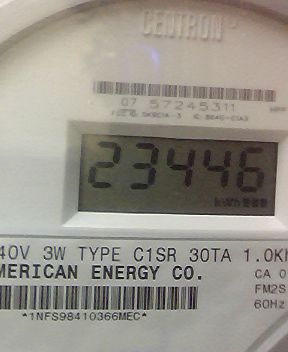 CENTRON
07 57245311
23446
kWh
40V 3W TYPE C1SR 30TA 1.0Kh
MERICAN ENERGY CO.
CA 0
FM2S
60Hz
*1NFS98410366MEC*